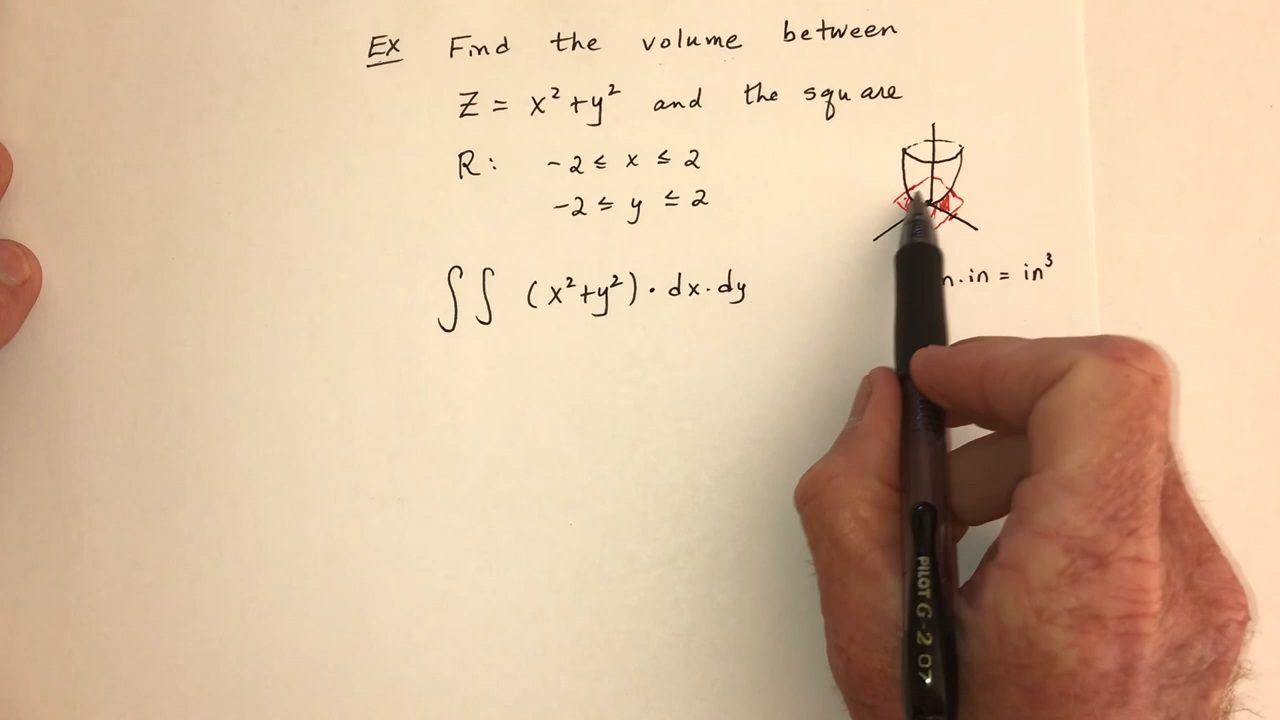 Ex Find the volume between
Z = x² + y² and the square
R: -2 ≤ x ≤ 2
-2 ≤ y ≤ 2
∫∫ (x²+y²) · dx · dy
n · in = in³
PILOT G-2 07